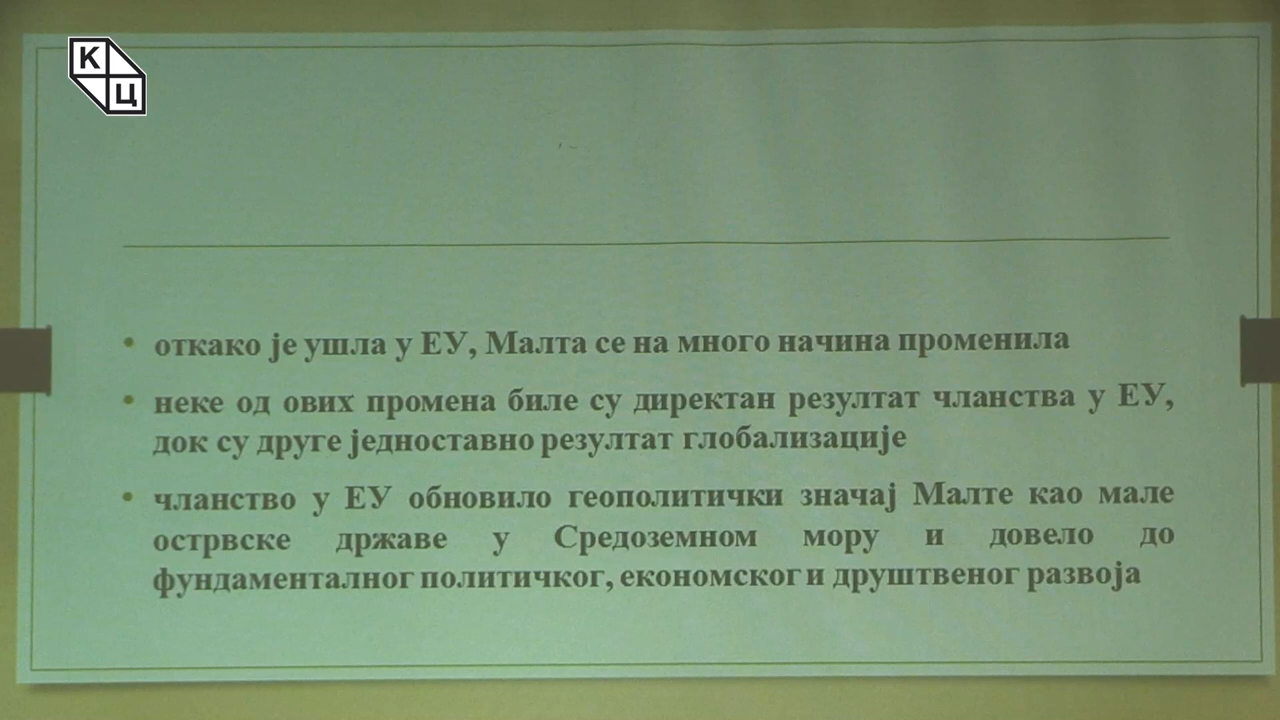 К
Ц
откако је ушла у ЕУ, Малта се на много начина променила
неке од ових промена биле су директан резултат чланства у ЕУ,
док су друге једноставно резултат глобализације
чланство у ЕУ обновило геополитички значај Малте као мале
острвске државе у Средоземном мору и довело до
фундаменталног политичког, економског и друштвеног развоја